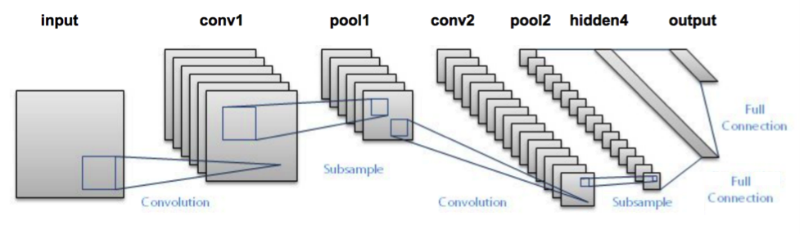 input conv1 pool1 conv2 pool2 hidden4 output
Full
Connection
Subsample
Full
Connection
Convolution Convolution Subsample